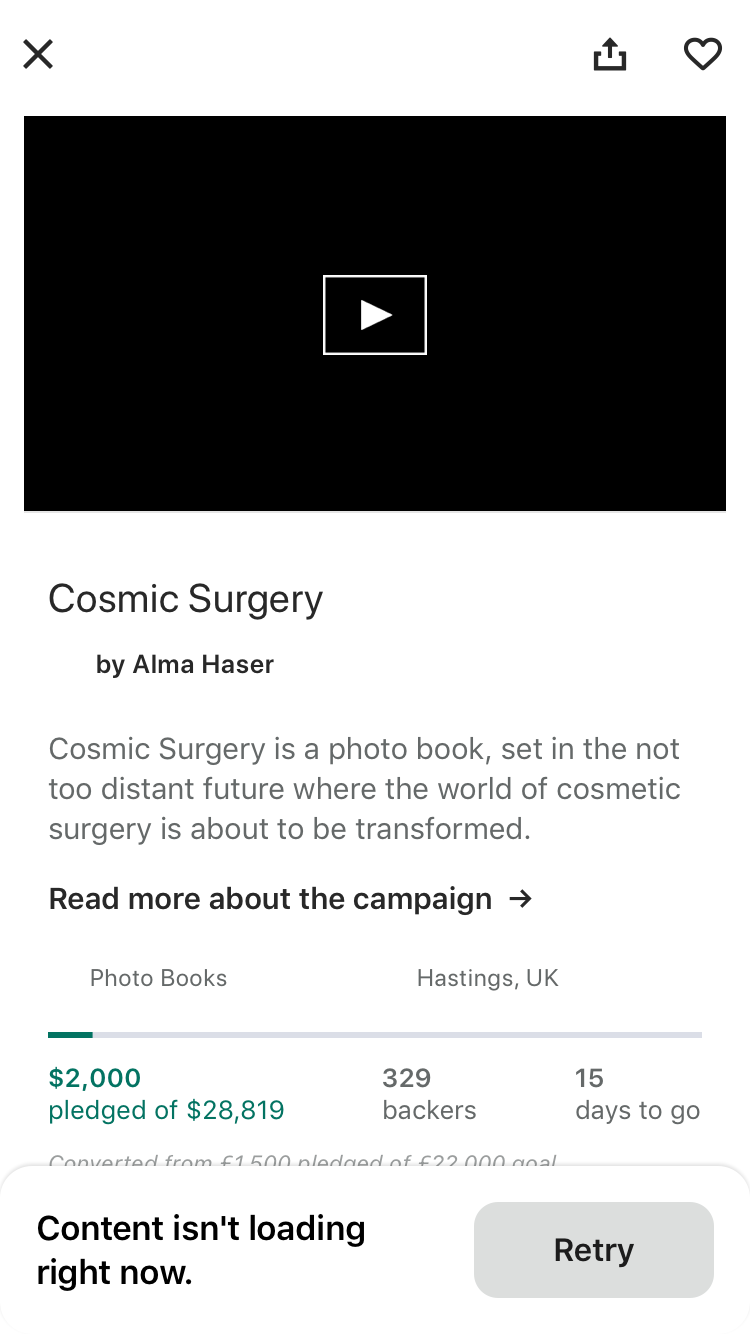 Cosmic Surgery
by Alma Haser
Cosmic Surgery is a photo book, set in the not
too distant future where the world of cosmetic
surgery is about to be transformed.
Read more about the campaign →
Photo Books
Hastings, UK
$2,000
pledged of $28,819
329
backers
15
days to go
Converted from £1,500 pledged of £22,000 goal
Content isn't loading
right now.
Retry